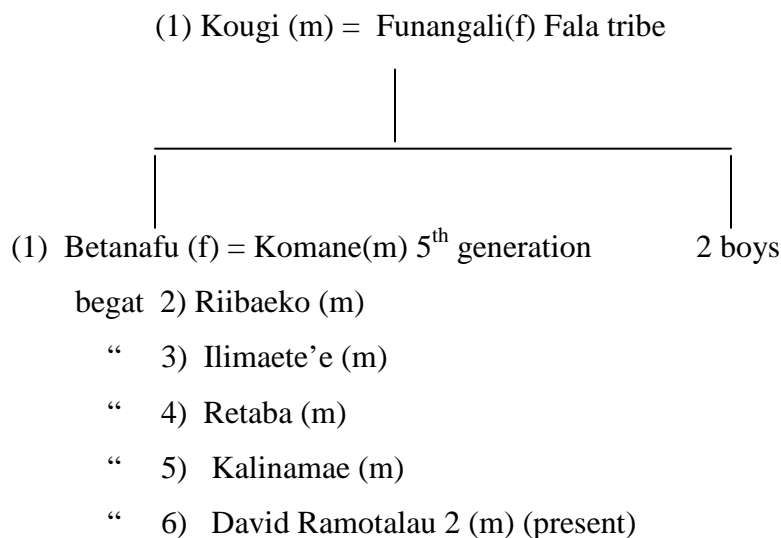 (1) Kougi (m) = Funangali(f) Fala tribe
(1) Betanafu (f) = Komane(m) 5th generation 2 boys
begat 2) Riibaeko (m)
“ 3) Ilimaete’e (m)
“ 4) Retaba (m)
“ 5) Kalinamae (m)
“ 6) David Ramotalau 2 (m) (present)